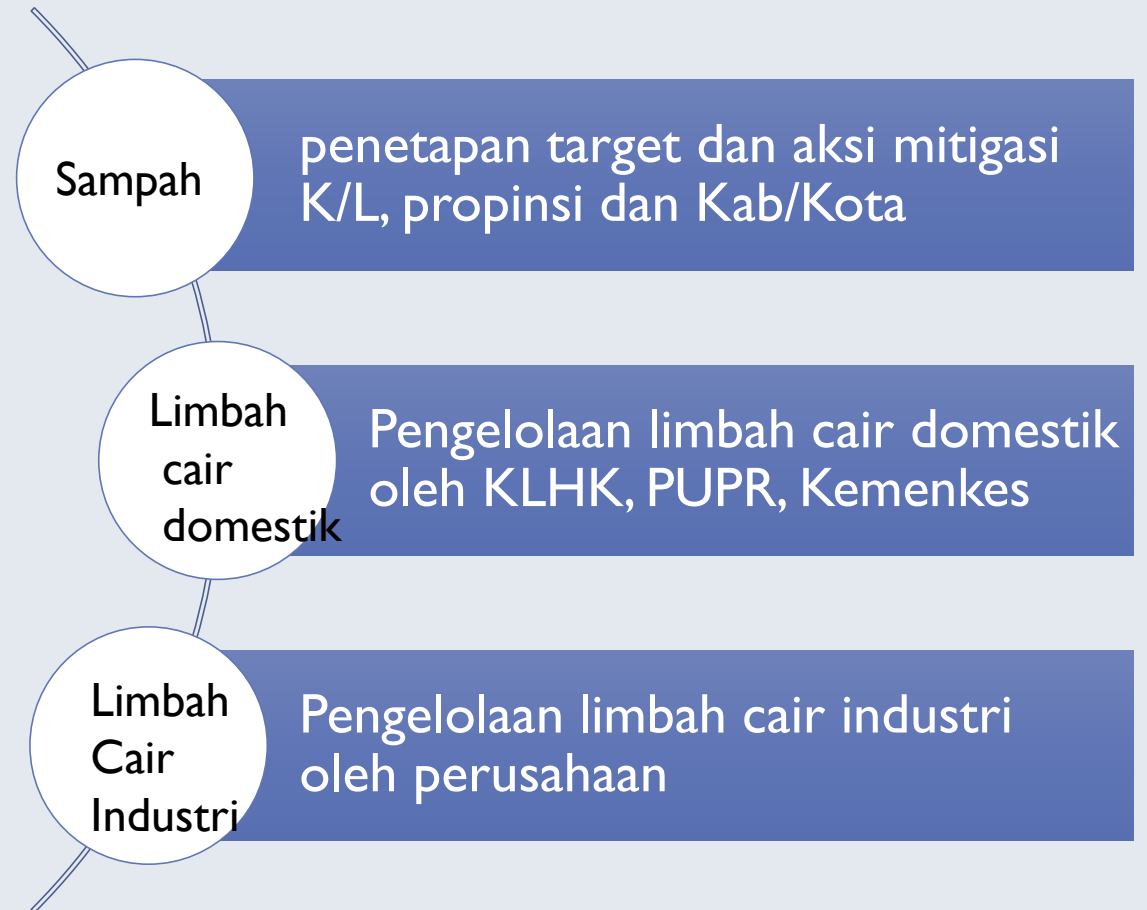 Sampah
penetapan target dan aksi mitigasi
K/L, propinsi dan Kab/Kota
Limbah
cair
domestik
Pengelolaan limbah cair domestik
oleh KLHK, PUPR, Kemenkes
Limbah
Cair
Industri
Pengelolaan limbah cair industri
oleh perusahaan